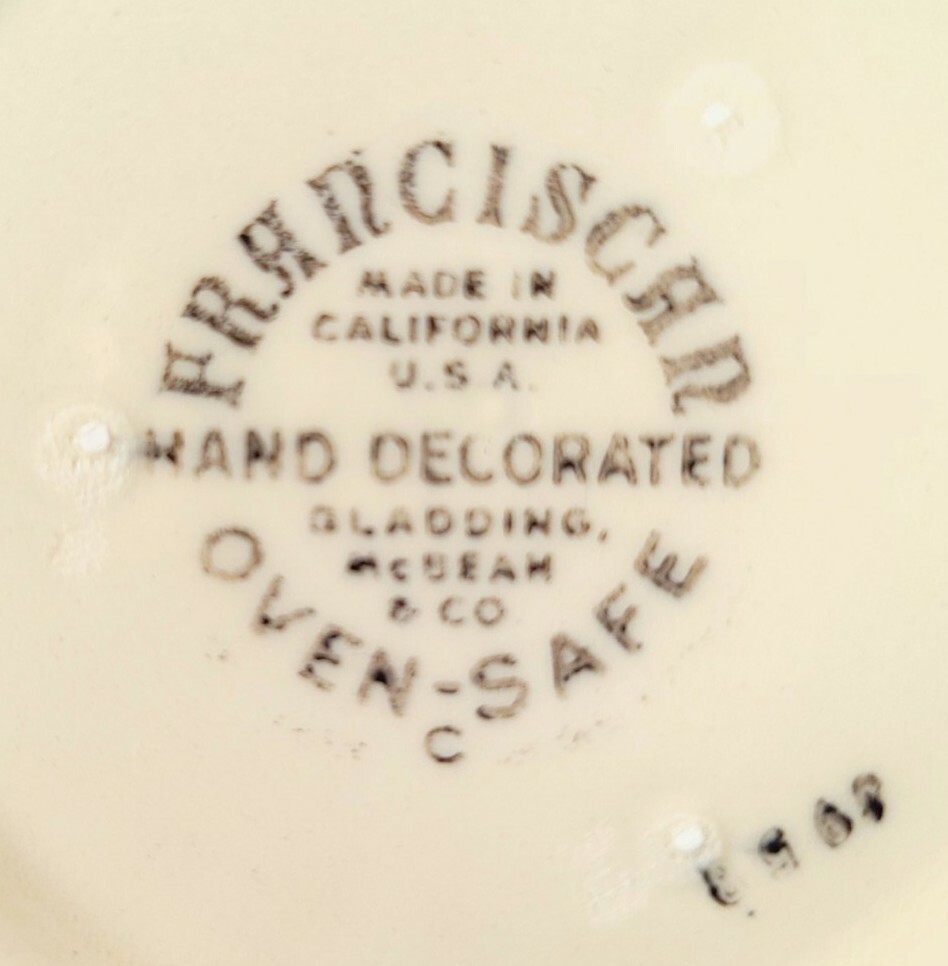 FRANCISCAN
MADE IN
CALIFORNIA
U.S.A.
HAND DECORATED
GLADDING,
McBEAN
& CO
OVEN-SAFE
C